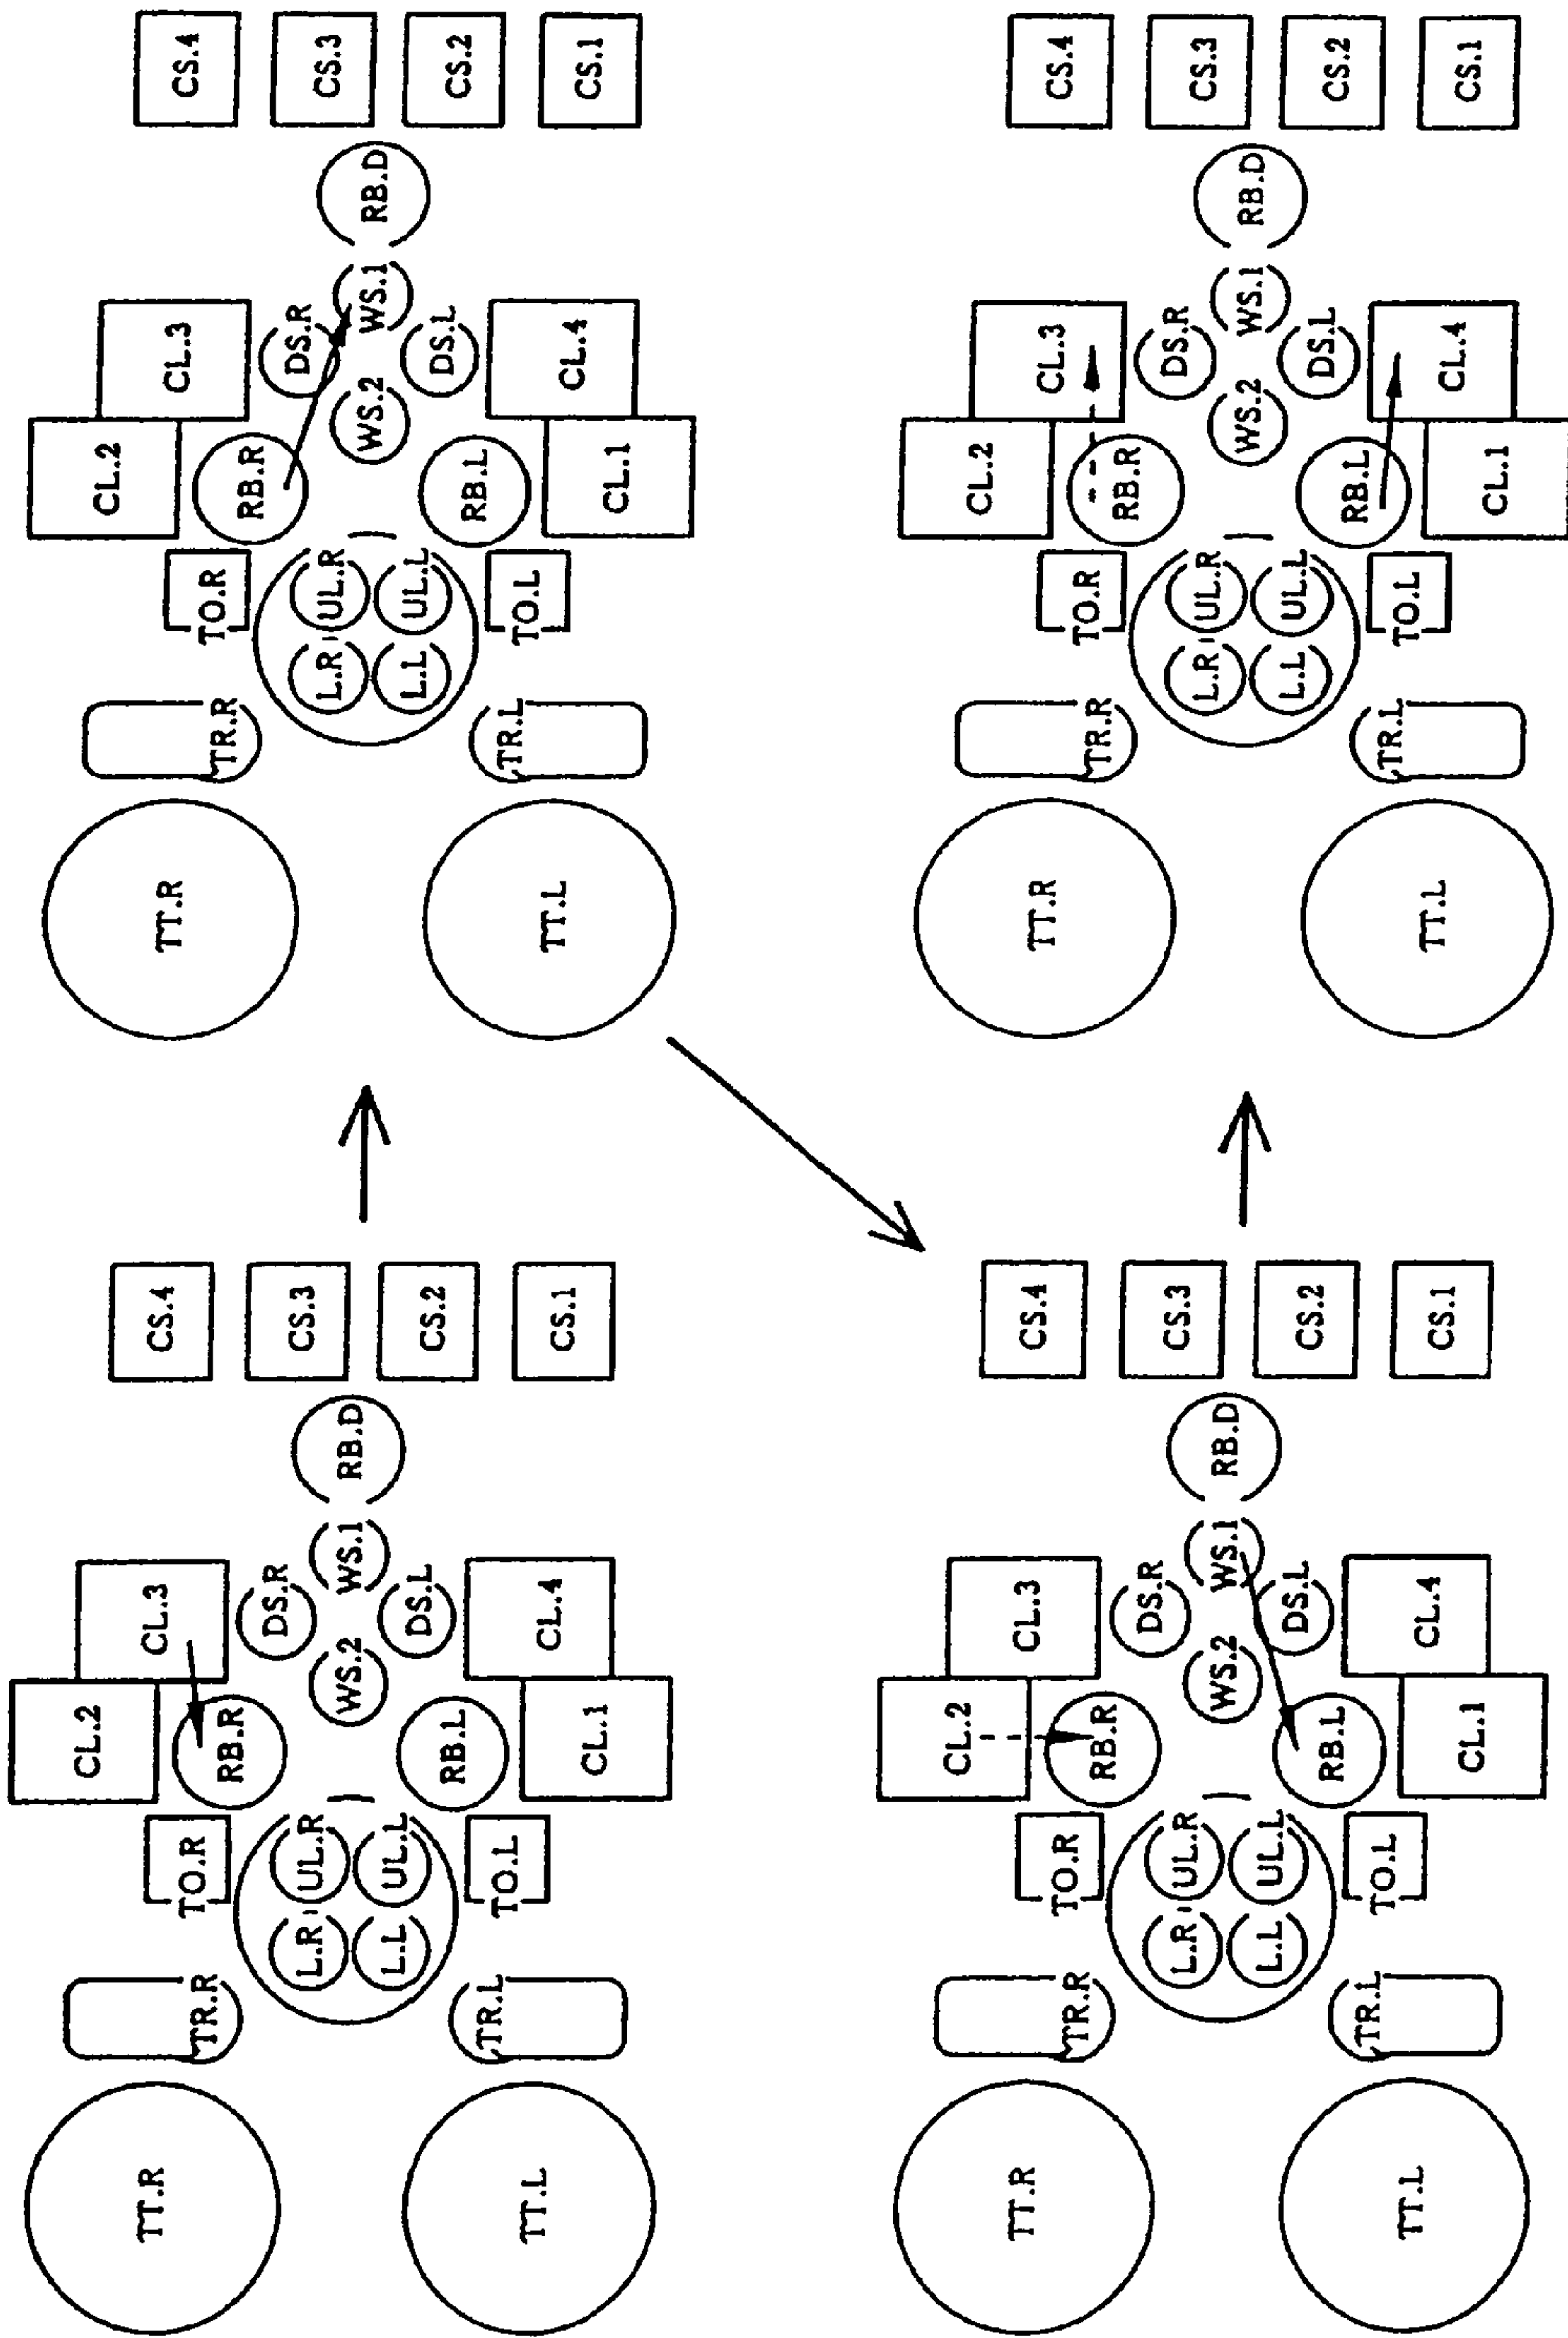 CL.2
TT.R
CL.3
CS.4
TO.R
TR.R
RB.R
DS.R
CS.3
L.R
UL.R
WS.2
WS.1
RB.D
L.L
UL.L
DS.L
CS.2
RB.L
TR.L
TO.L
TT.L
CL.4
CS.1
CL.1
CL.2
TT.R
CL.3
CS.4
TO.R
TR.R
RB.R
DS.R
CS.3
L.R
UL.R
WS.2
WS.1
RB.D
L.L
UL.L
DS.L
CS.2
RB.L
TR.L
TO.L
TT.L
CL.4
CS.1
CL.1
CL.2
TT.R
CL.3
CS.4
TO.R
TR.R
RB.R
DS.R
CS.3
L.R
UL.R
WS.2
WS.1
RB.D
L.L
UL.L
DS.L
CS.2
RB.L
TR.L
TO.L
TT.L
CL.4
CS.1
CL.1
CL.2
TT.R
CL.3
CS.4
TO.R
TR.R
RB.R
DS.R
CS.3
L.R
UL.R
WS.2
WS.1
RB.D
L.L
UL.L
DS.L
CS.2
RB.L
TR.L
TO.L
TT.L
CL.4
CS.1
CL.1